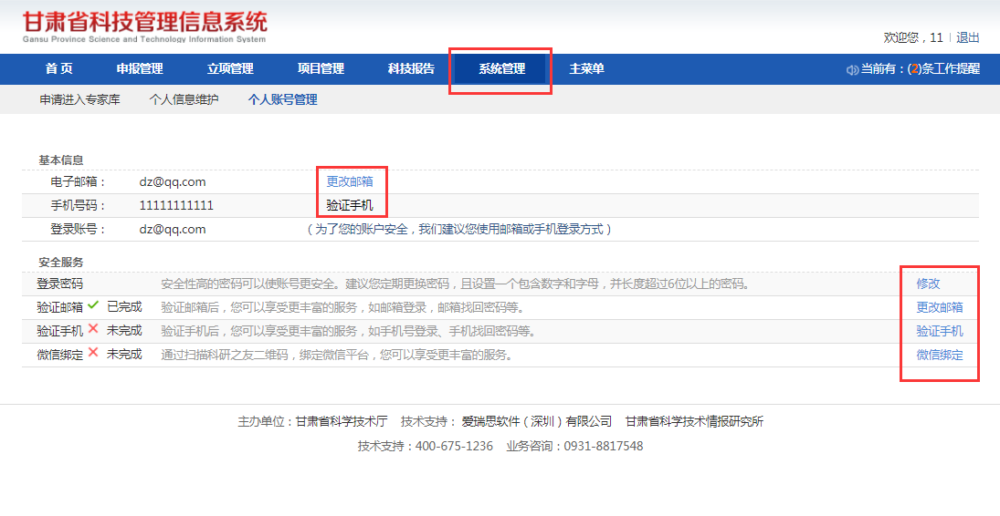 甘肃省科技管理信息系统
Gansu Province Science and Technology Information System
欢迎您，11 | 退出
首 页 申报管理 立项管理 项目管理 科技报告 系统管理 主菜单 当前有：(2)条工作提醒
申请进入专家库 个人信息维护 个人账号管理
基本信息
电子邮箱： dz@qq.com 更改邮箱
手机号码： 11111111111 验证手机
登录账号： dz@qq.com （为了您的账户安全，我们建议您使用邮箱或手机登录方式）
安全服务
登录密码 安全性高的密码可以使账号更安全。建议您定期更换密码，且设置一个包含数字和字母，并长度超过6位以上的密码。 修改
验证邮箱 已完成 验证邮箱后，您可以享受更丰富的服务，如邮箱登录，邮箱找回密码等。 更改邮箱
验证手机 未完成 验证手机后，您可以享受更丰富的服务，如手机号登录、手机找回密码等。 验证手机
微信绑定 未完成 通过扫描科研之友二维码，绑定微信平台，您可以享受更丰富的服务。 微信绑定
主办单位：甘肃省科学技术厅 技术支持： 爱瑞思软件（深圳）有限公司 甘肃省科学技术情报研究所
技术支持：400-675-1236 业务咨询：0931-8817548